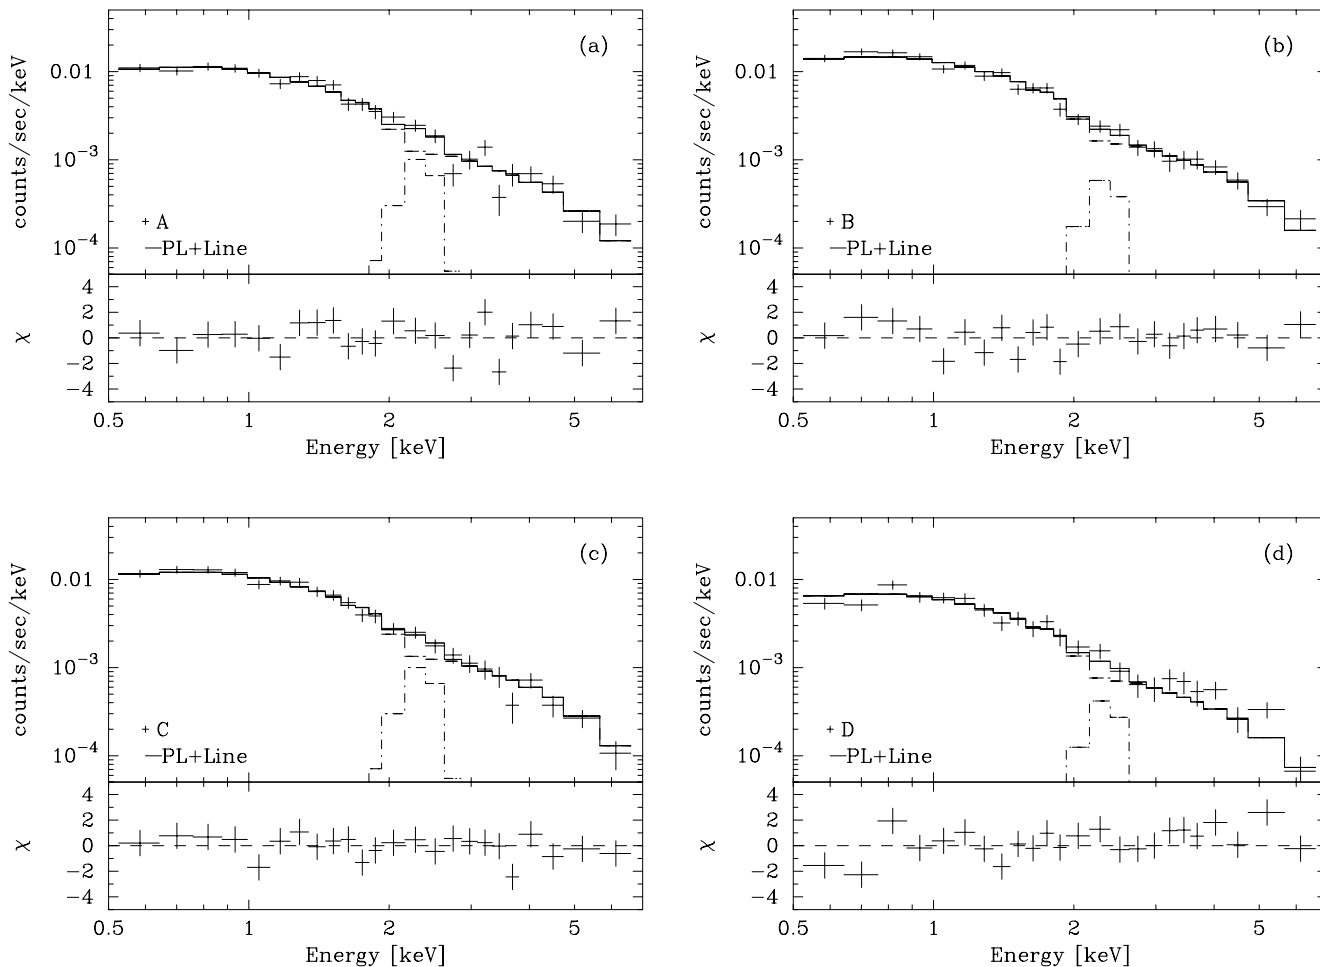 (a)
counts/sec/keV
0.01
10−3
10−4
+ A
—PL+Line
χ
4
2
0
−2
−4
0.5 1 2 5
Energy [keV]
(b)
counts/sec/keV
0.01
10−3
10−4
+ B
—PL+Line
χ
4
2
0
−2
−4
0.5 1 2 5
Energy [keV]
(c)
counts/sec/keV
0.01
10−3
10−4
+ C
—PL+Line
χ
4
2
0
−2
−4
0.5 1 2 5
Energy [keV]
(d)
counts/sec/keV
0.01
10−3
10−4
+ D
—PL+Line
χ
4
2
0
−2
−4
0.5 1 2 5
Energy [keV]